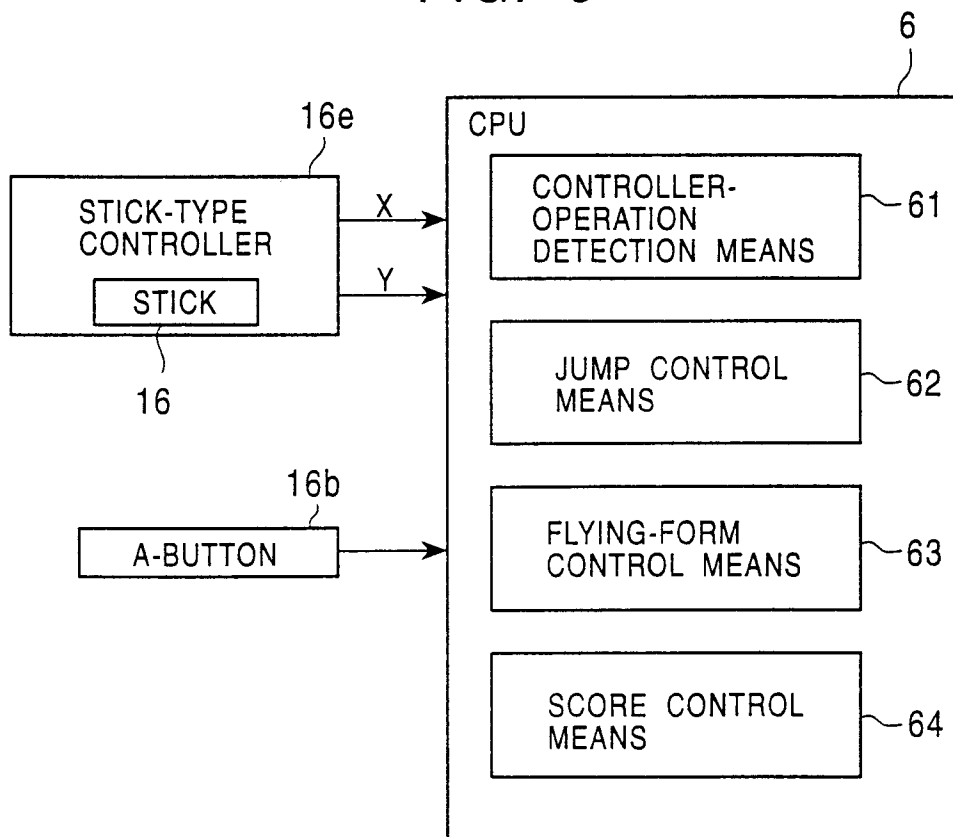 6
CPU
16e
STICK-TYPE
CONTROLLER
STICK
16
X
Y
CONTROLLER-
OPERATION
DETECTION MEANS
61
JUMP CONTROL
MEANS
62
16b
A-BUTTON
FLYING-FORM
CONTROL MEANS
63
SCORE CONTROL
MEANS
64